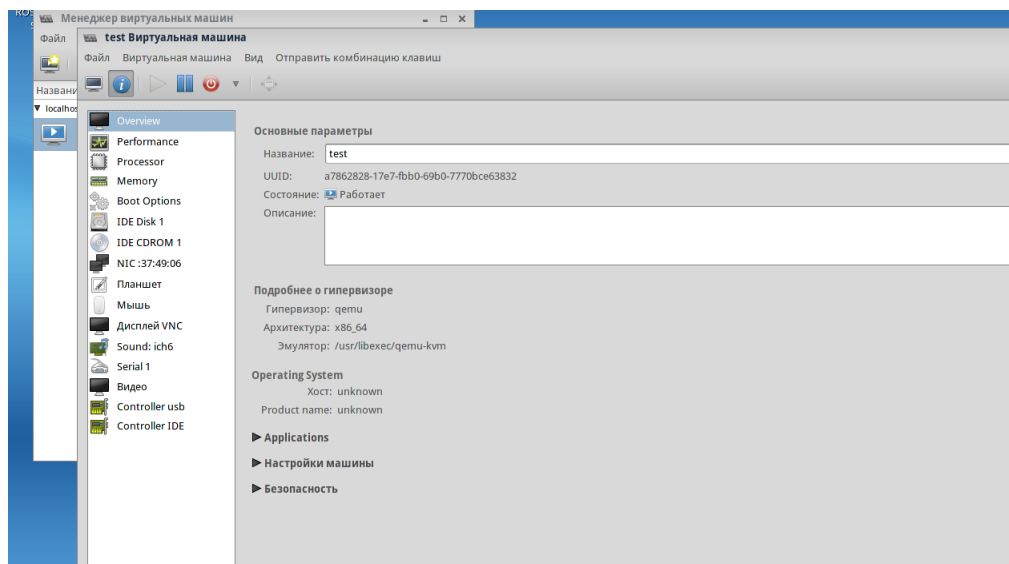 ROS
Менеджер виртуальных машин
Файл
test Виртуальная машина
Файл Виртуальная машина Вид Отправить комбинацию клавиш
Названи
localhos
Overview
Performance
Processor
Memory
Boot Options
IDE Disk 1
IDE CDROM 1
NIC :37:49:06
Планшет
Мышь
Дисплей VNC
Sound: ich6
Serial 1
Видео
Controller usb
Controller IDE
Основные параметры
Название: test
UUID: a7862828-17e7-fbb0-69b0-7770bce63832
Состояние: Работает
Описание:
Подробнее о гипервизоре
Гипервизор: qemu
Архитектура: x86_64
Эмулятор: /usr/libexec/qemu-kvm
Operating System
Хост: unknown
Product name: unknown
Applications
Настройки машины
Безопасность